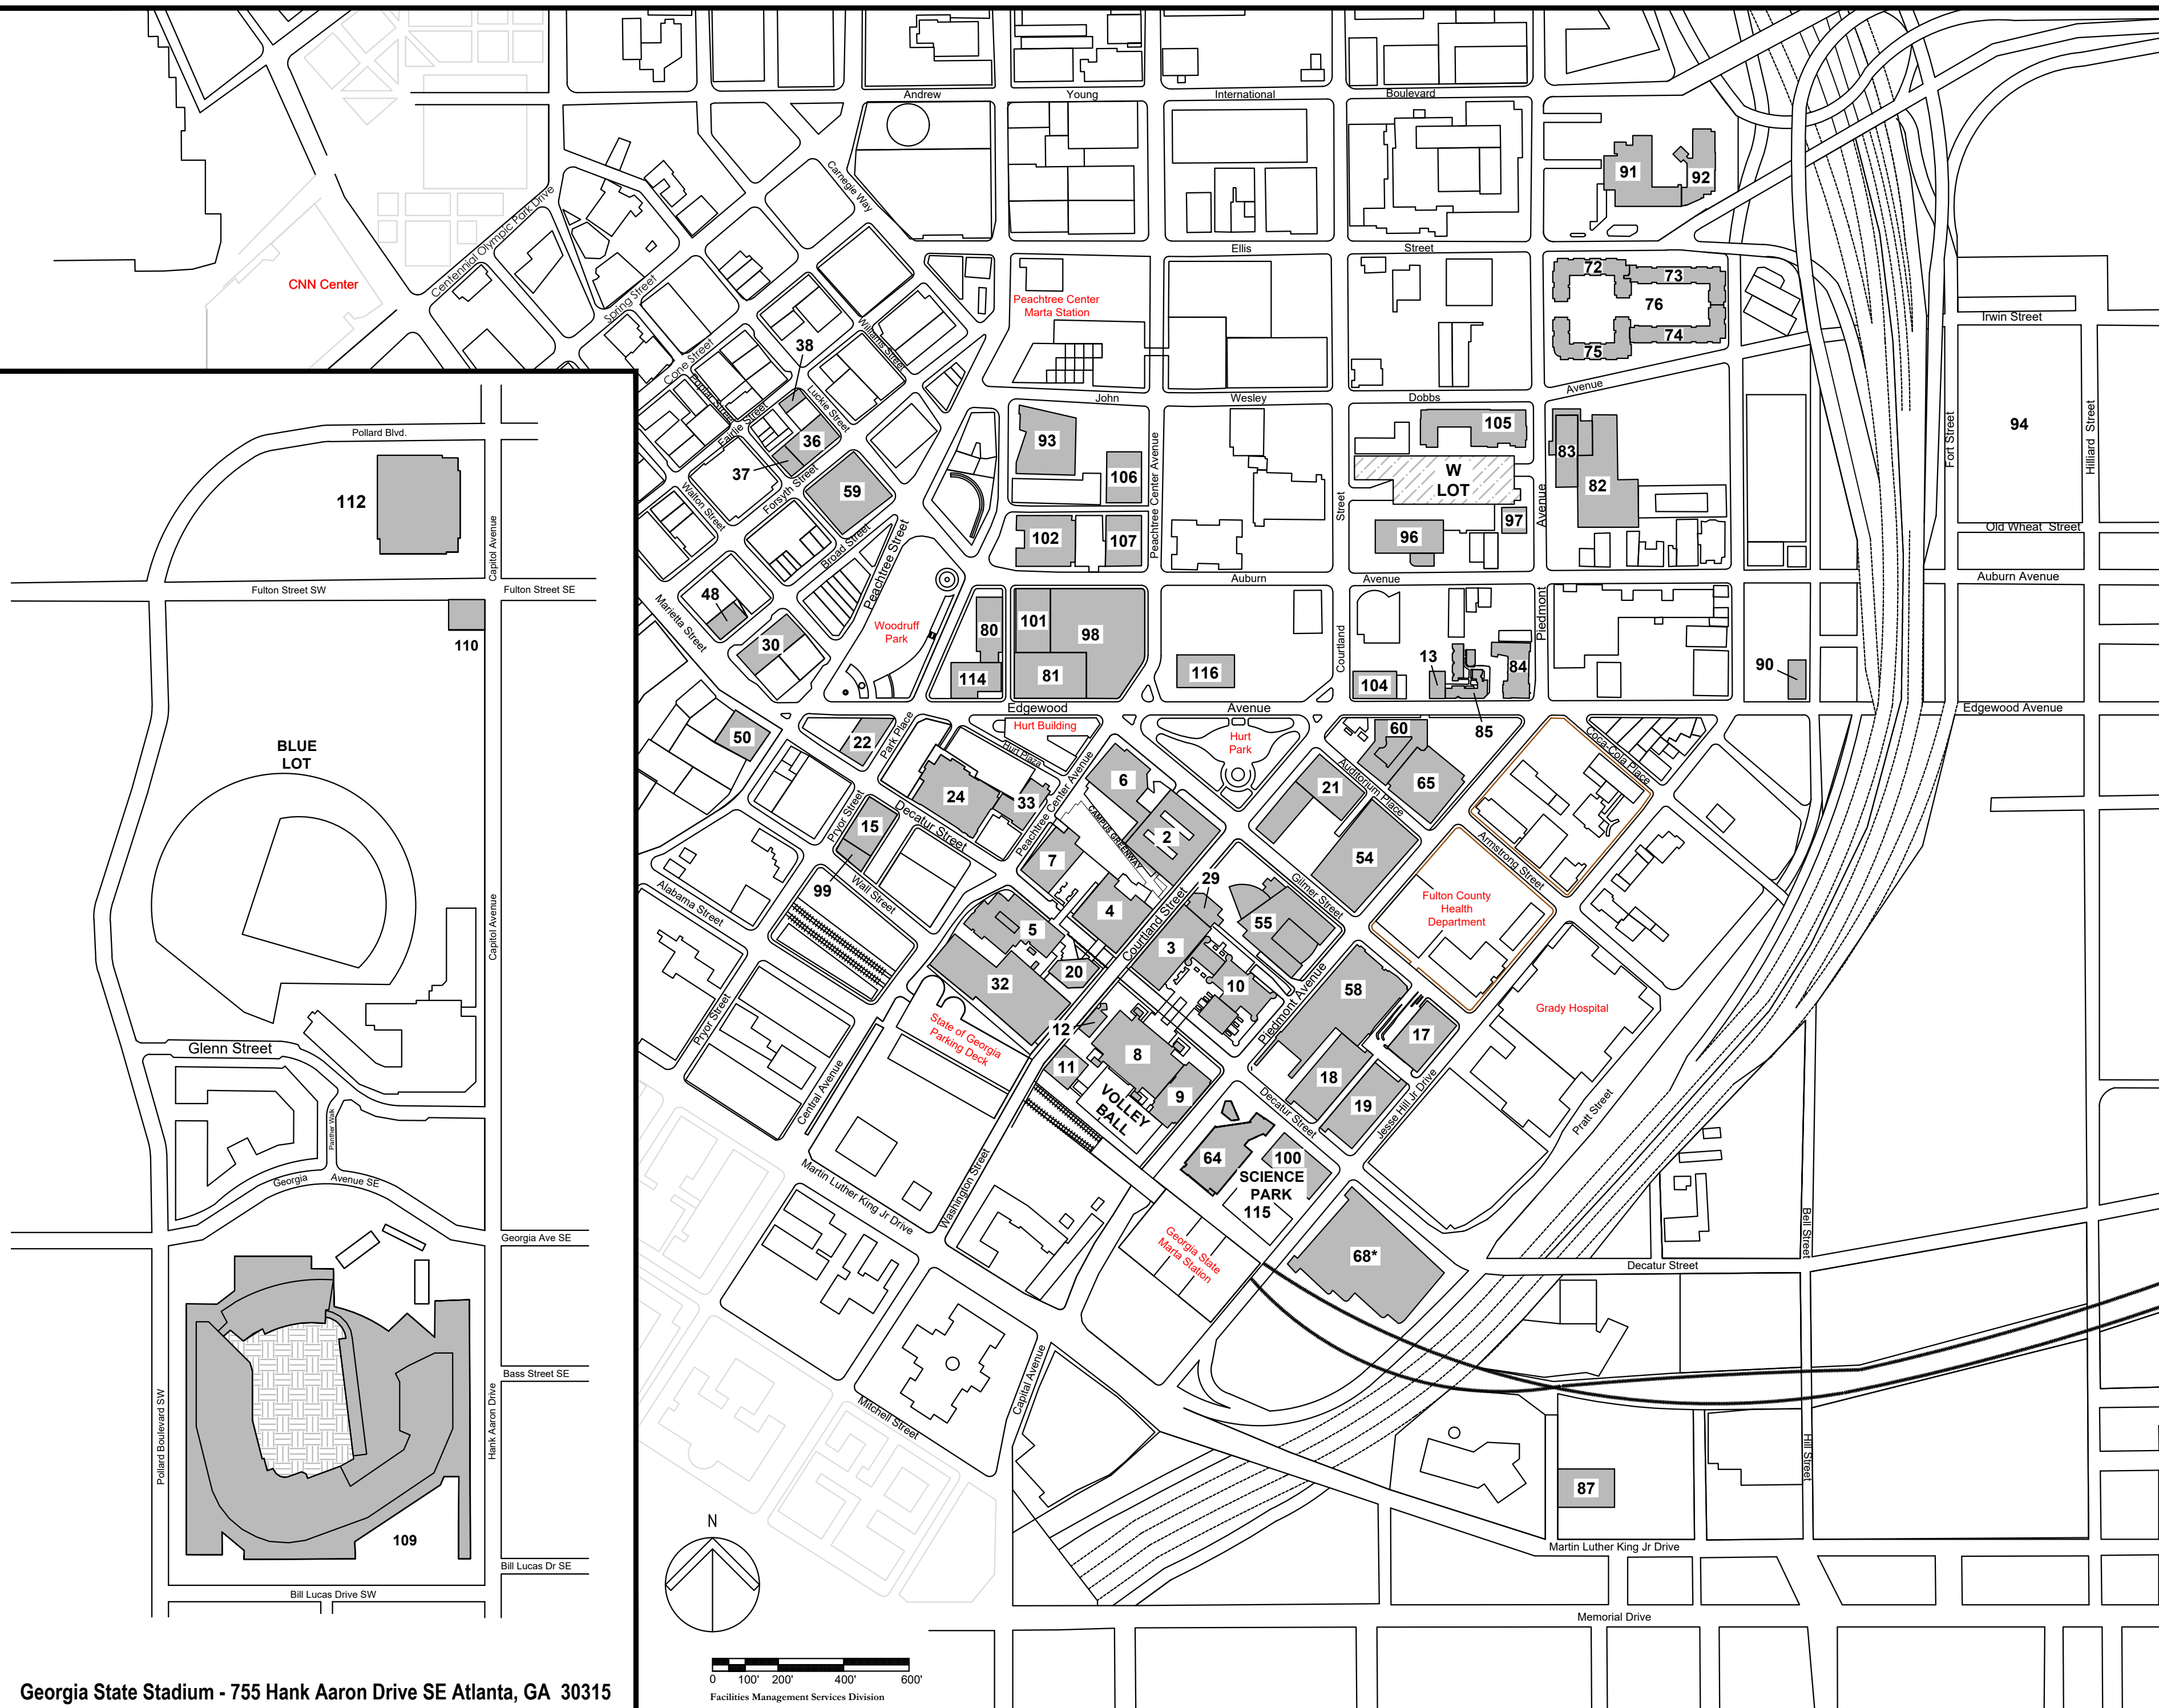 Andrew
Young
International
Boulevard
Carnegie Way
91
92
Centennial Olympic Park Drive
Ellis
Street
CNN Center
Spring Street
72
73
76
74
75
Peachtree Center
Marta Station
Irwin Street
38
Williams Street
Cone Street
Poplar Street
Luckie Street
Fairlie Street
36
37
John
Wesley
Dobbs
Avenue
93
106
105
W
LOT
83
82
94
Fort Street
Hilliard Street
59
Walton Street
Forsyth Street
Broad Street
Peachtree Street
102
107
Peachtree Center Avenue
Street
96
97
Avenue
Old Wheat Street
Auburn
Avenue
Auburn Avenue
48
Marietta Street
30
Woodruff
Park
80
101
98
114
81
116
Courtland
13
104
84
Piedmont
90
85
Edgewood
Avenue
Edgewood Avenue
50
22
Park Place
Hurt Building
Hurt Plaza
Hurt
Park
60
65
Coca-Cola Place
24
33
Peachtree Center Avenue
6
CAMPUS GREENWAY
2
21
Auditorium Place
Pryor Street
15
Decatur Street
7
54
Armstrong Street
99
Wall Street
Alabama Street
5
4
Courtland Street
29
Gilmer Street
55
Fulton County
Health
Department
3
32
20
10
Piedmont Avenue
58
Grady Hospital
Pryor Street
State of Georgia
Parking Deck
12
8
11
9
VOLLEY
BALL
17
18
19
Decatur Street
Jesse Hill Jr Drive
Pratt Street
Central Avenue
64
100
SCIENCE
PARK
115
Martin Luther King Jr Drive
Washington Street
Georgia State
Marta Station
68*
Bell Street
Decatur Street
Capital Avenue
Mitchell Street
Hill Street
87
Martin Luther King Jr Drive
Memorial Drive
N
0 100' 200' 400' 600'
Facilities Management Services Division
Pollard Blvd.
112
Capitol Avenue
Fulton Street SW
Fulton Street SE
110
BLUE
LOT
Capitol Avenue
Glenn Street
Panther Walk
Georgia
Avenue SE
Georgia Ave SE
Bass Street SE
Pollard Boulevard SW
Hank Aaron Drive
109
Bill Lucas Dr SE
Bill Lucas Drive SW
Georgia State Stadium - 755 Hank Aaron Drive SE Atlanta, GA 30315